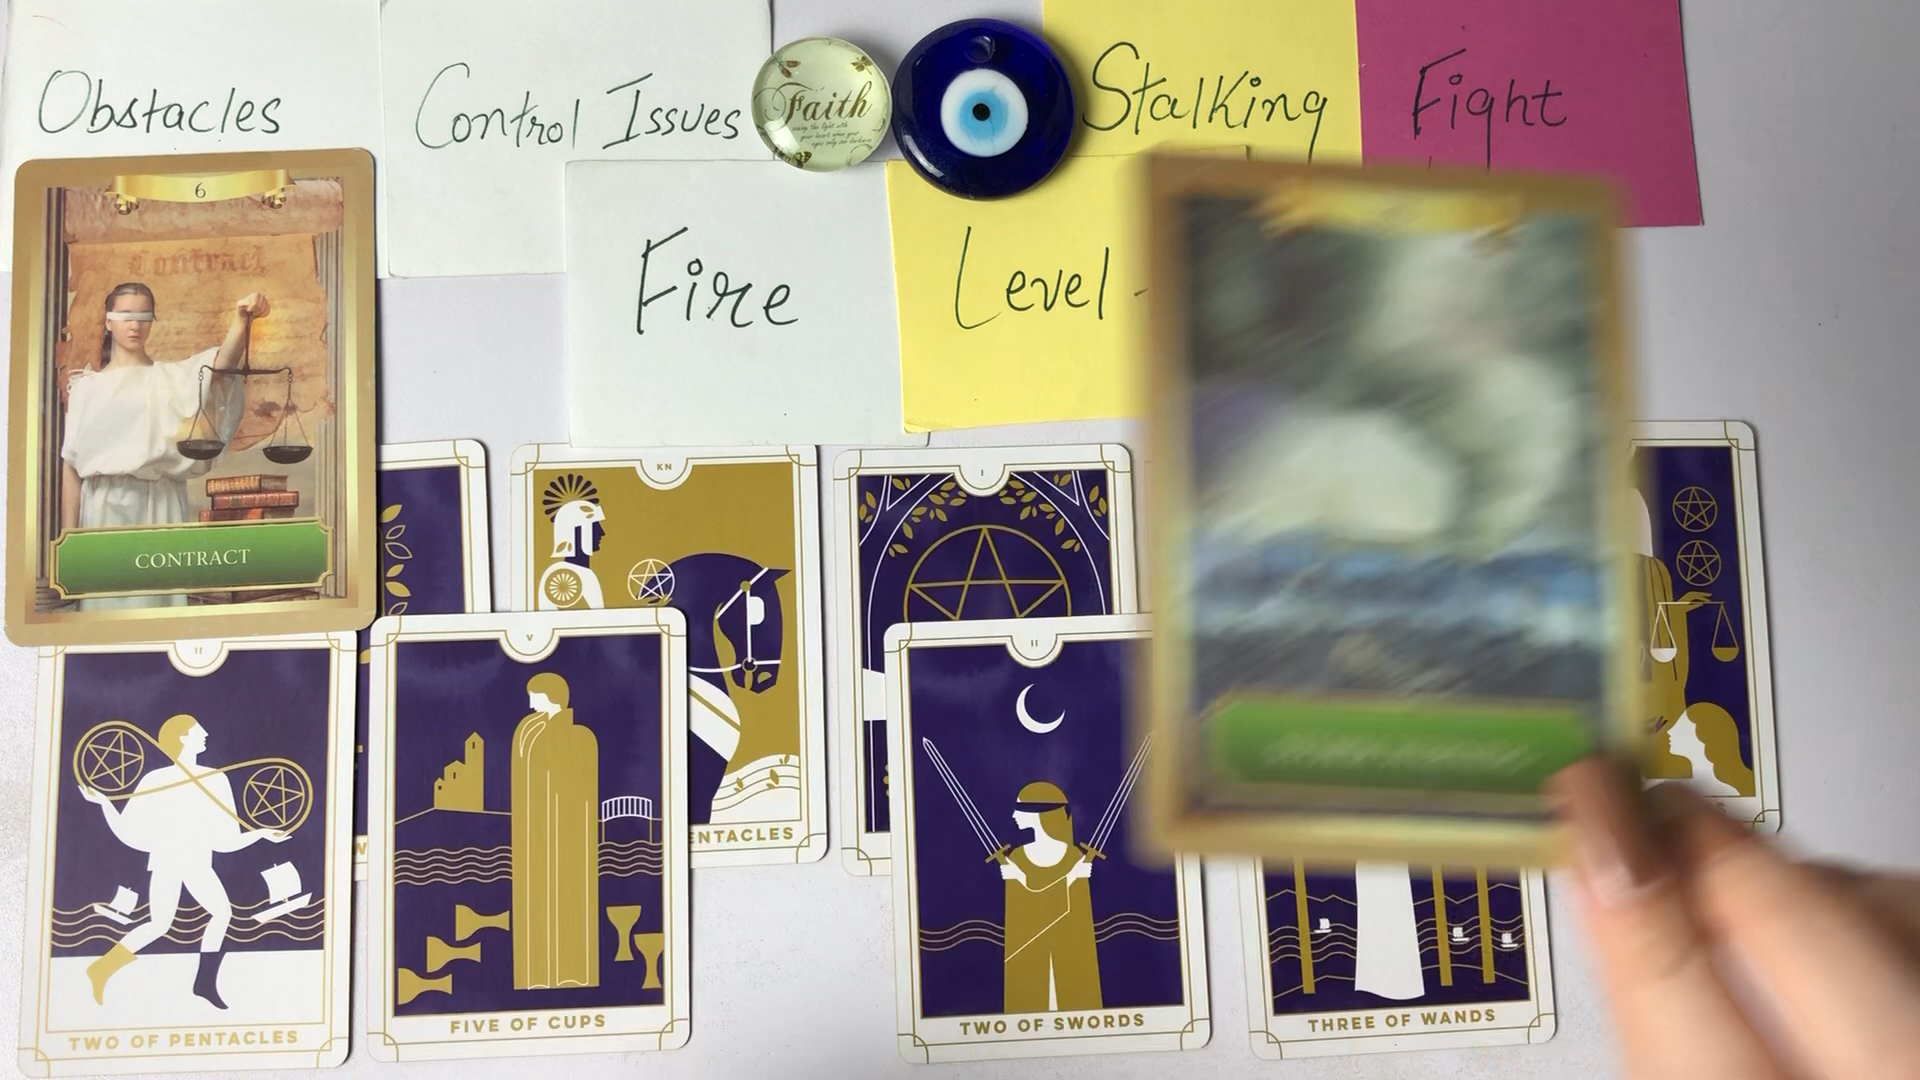 Obstacles
Control Issues
Faith
Stalking
Fight
6
Contract
Fire
Level -
CONTRACT
KN
I
ENTACLES
II
V
II
TWO OF PENTACLES
FIVE OF CUPS
TWO OF SWORDS
THREE OF WANDS